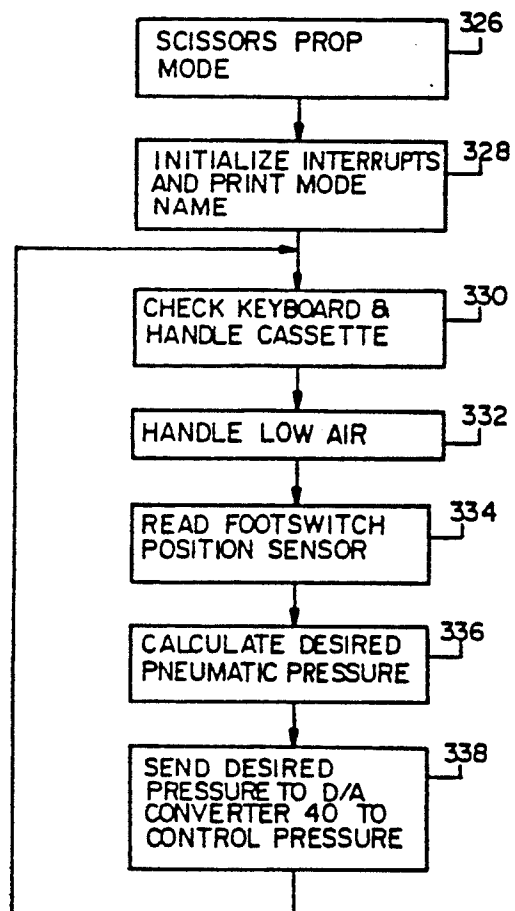 SCISSORS PROP
MODE
326
INITIALIZE INTERRUPTS
AND PRINT MODE
NAME
328
CHECK KEYBOARD &
HANDLE CASSETTE
330
HANDLE LOW AIR
332
READ FOOTSWITCH
POSITION SENSOR
334
CALCULATE DESIRED
PNEUMATIC PRESSURE
336
SEND DESIRED
PRESSURE TO D/A
CONVERTER 40 TO
CONTROL PRESSURE
338